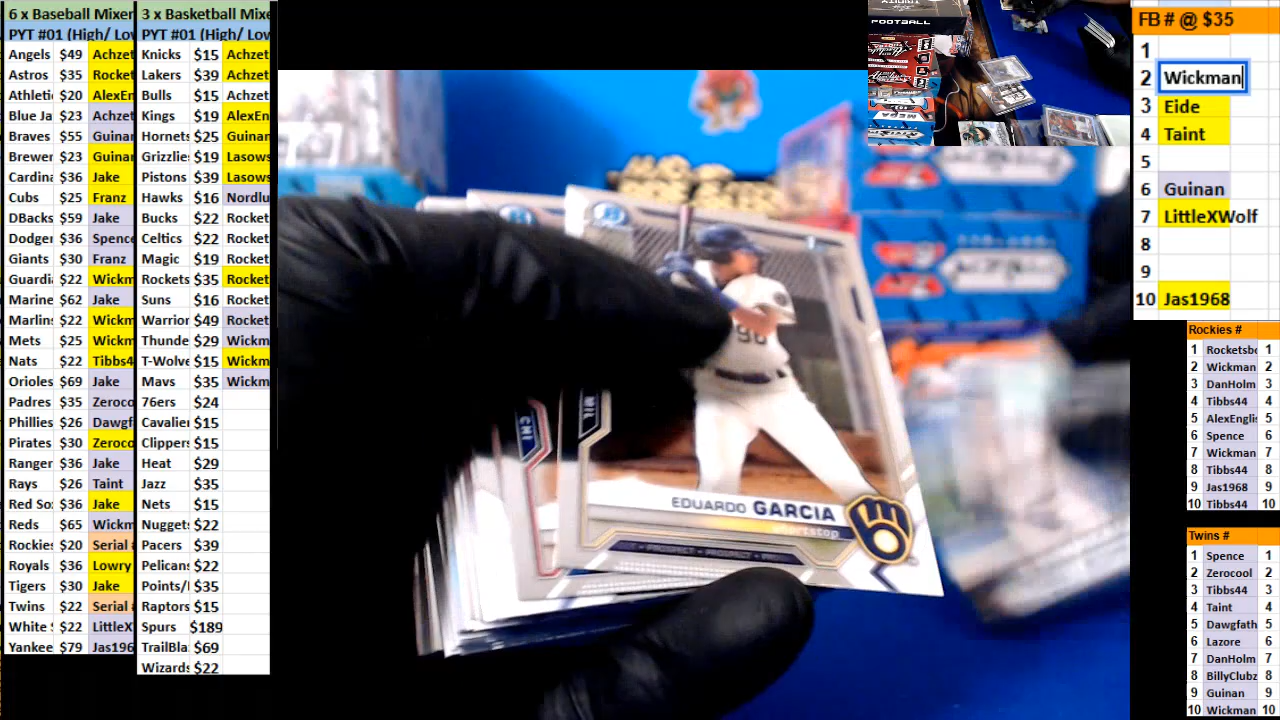 6 x Baseball Mixer
PYT #01 (High/ Lov
Angels $49 Achzet
Astros $35 Rocket
Athletic $20 AlexEn
Blue Ja $23 Achzet
Braves $55 Guinar
Brewer $23 Guinar
Cardina $36 Jake
Cubs $25 Franz
DBacks $59 Jake
Dodger $36 Spence
Giants $30 Franz
Guardi $22 Wickm
Marine $62 Jake
Marlins $22 Wickm
Mets $25 Wickm
Nats $22 Tibbs4
Orioles $69 Jake
Padres $35 Zeroco
Phillies $26 Dawgf
Pirates $30 Zeroco
Ranger $36 Jake
Rays $26 Taint
Red So $36 Jake
Reds $65 Wickm
Rockies $20 Serial
Royals $36 Lowry
Tigers $30 Jake
Twins $22 Serial
White $22 LittleX
Yankee $79 Jas196
3 x Basketball Mixe
PYT #01 (High/ Lov
Knicks $15 Achzet
Lakers $39 Achzet
Bulls $15 Achzet
Kings $19 AlexEn
Hornets $25 Guinar
Grizzlie $19 Lasows
Pistons $39 Lasows
Hawks $16 Nordlu
Bucks $22 Rocket
Celtics $22 Rocket
Magic $19 Rocket
Rockets $35 Rocket
Suns $16 Rocket
Warrior $49 Rocket
Thunde $29 Wickm
T-Wolve $15 Wickm
Mavs $35 Wickm
76ers $24
Cavalie $15
Clippers $15
Heat $29
Jazz $35
Nets $15
Nuggets $22
Pacers $39
Pelican $22
Points/ $35
Raptors $15
Spurs $189
TrailBla $69
Wizards $22
FOOTBALL
MIL
CHI
EDUARDO GARCIA
shortstop
PROSPECT • PROSPECT
FB # @ $35
1
2 Wickman
3 Eide
4 Taint
5
6 Guinan
7 LittleXWolf
8
9
10 Jas1968
Rockies #
1 Rocketsb 1
2 Wickman 2
3 DanHolm 3
4 Tibbs44 4
5 AlexEngli 5
6 Spence 6
7 Wickman 7
8 Tibbs44 8
9 Jas1968 9
10 Tibbs44 10
Twins #
1 Spence 1
2 Zerocool 2
3 Tibbs44 3
4 Taint 4
5 Dawgfath 5
6 Lazore 6
7 DanHolm 7
8 BillyClubz 8
9 Guinan 9
10 Wickman 10